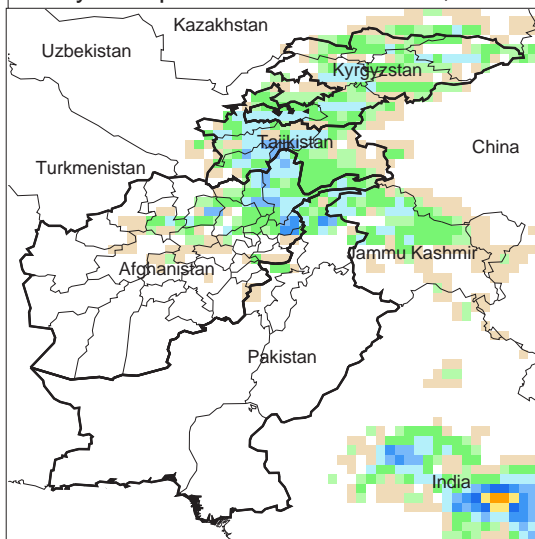 Kazakhstan
Uzbekistan
Kyrgyzstan
Tajikistan
China
Turkmenistan
Jammu Kashmir
Afghanistan
Pakistan
India